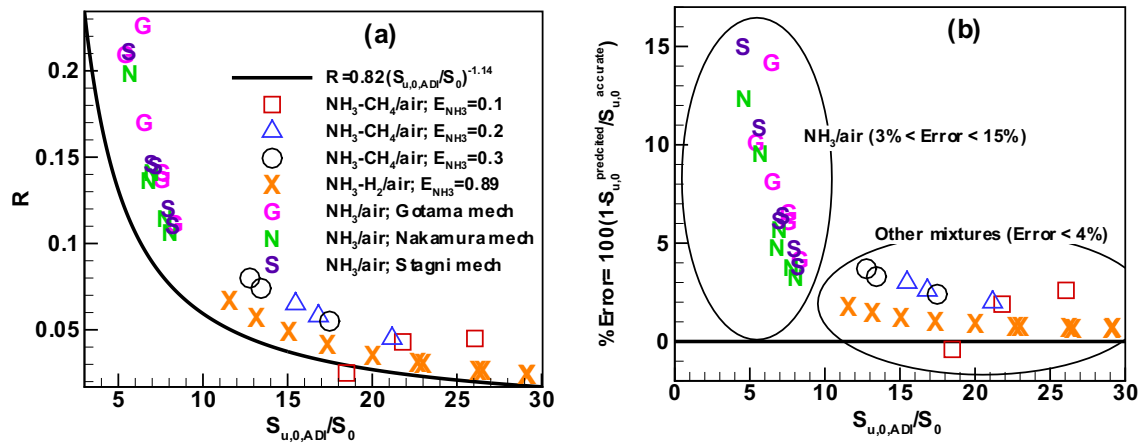 (a)
R=0.82(Su,0,ADI/S0)-1.14
NH3-CH4/air; ENH3=0.1
NH3-CH4/air; ENH3=0.2
NH3-CH4/air; ENH3=0.3
NH3-H2/air; ENH3=0.89
G NH3/air; Gotama mech
N NH3/air; Nakamura mech
S NH3/air; Stagni mech
R
0.2
0.15
0.1
0.05
5 10 15 20 25 30
Su,0,ADI/S0
(b)
NH3/air (3% < Error < 15%)
Other mixtures (Error < 4%)
% Error= 100(1-Su,0predcited/Su,0accurate)
15
10
5
0
0 5 10 15 20 25 30
Su,0,ADI/S0